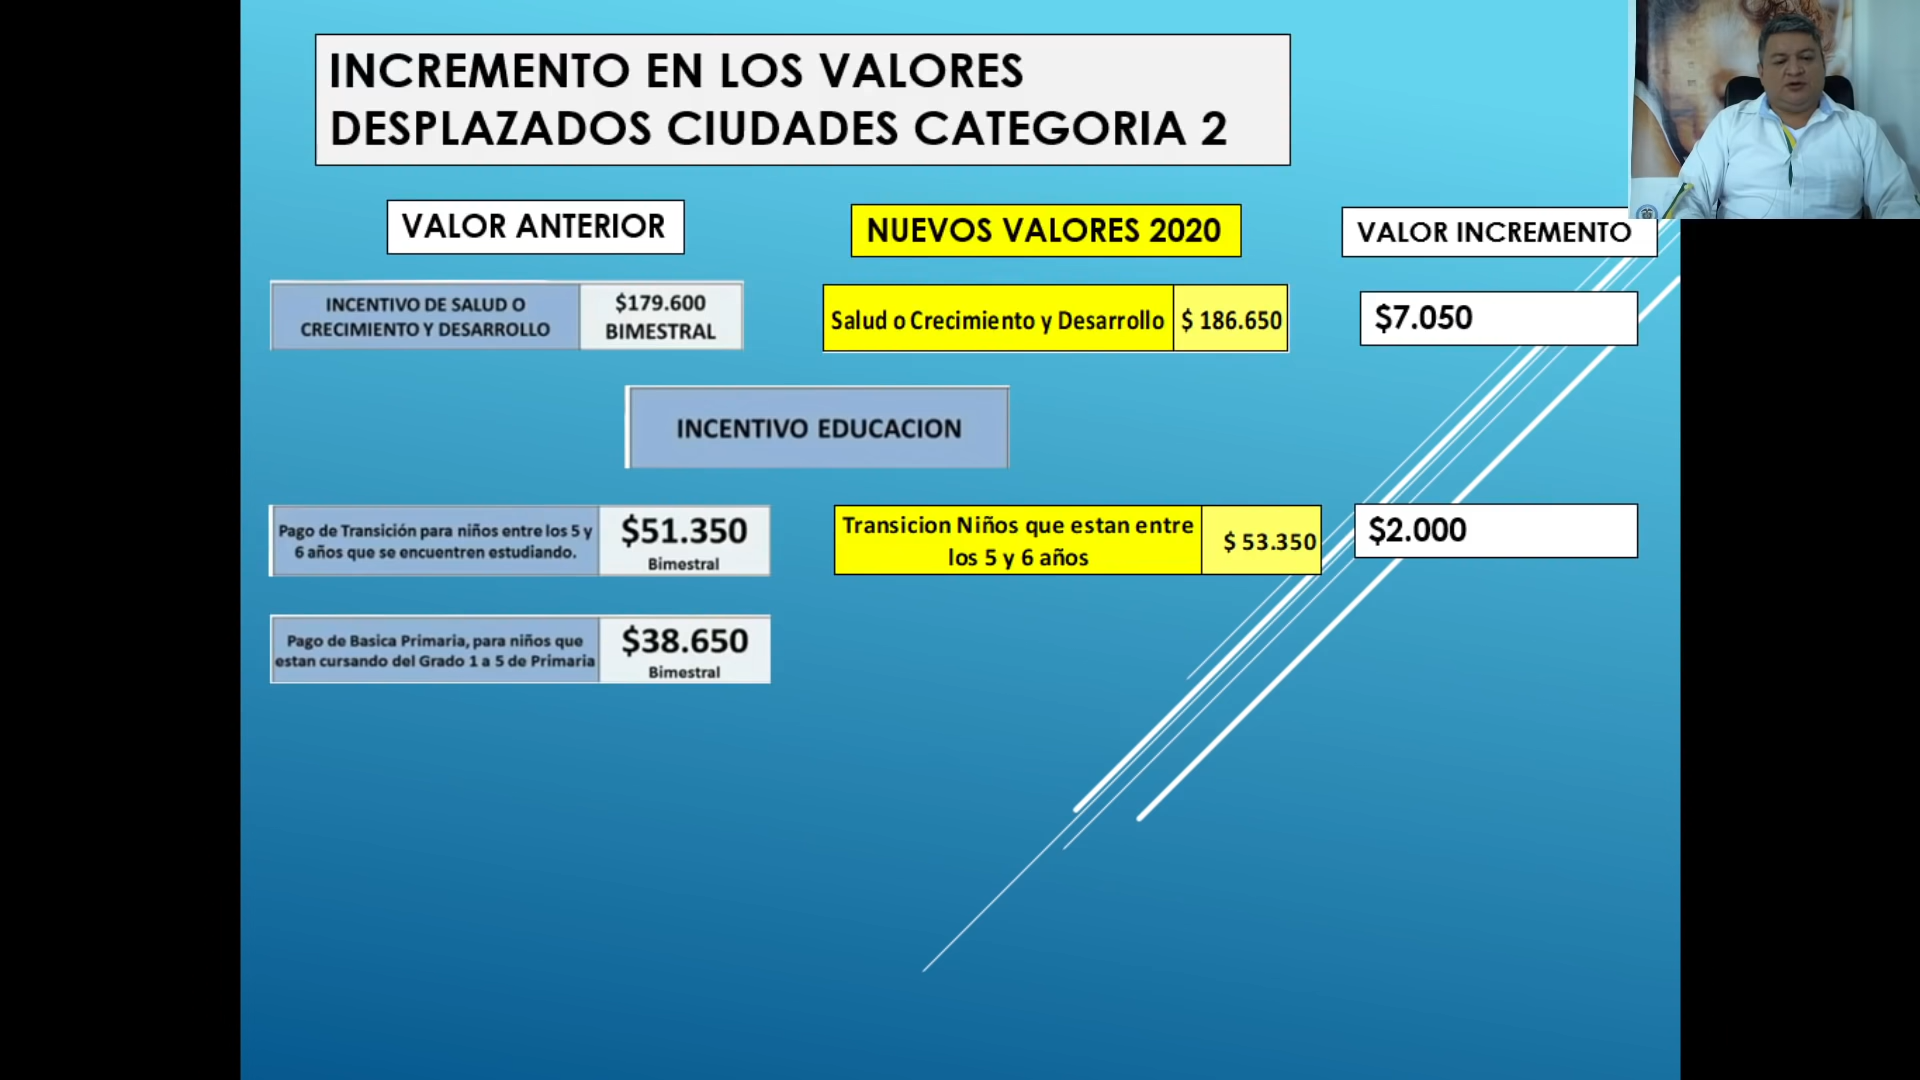 INCREMENTO EN LOS VALORES
DESPLAZADOS CIUDADES CATEGORIA 2
VALOR ANTERIOR
NUEVOS VALORES 2020
VALOR INCREMENTO
INCENTIVO DE SALUD O
CRECIMIENTO Y DESARROLLO
$179.600
BIMESTRAL
Salud o Crecimiento y Desarrollo
$ 186.650
$7.050
INCENTIVO EDUCACION
Pago de Transición para niños entre los 5 y
6 años que se encuentren estudiando.
$51.350
Bimestral
Transicion Niños que estan entre
los 5 y 6 años
$ 53.350
$2.000
Pago de Basica Primaria, para niños que
estan cursando del Grado 1 a 5 de Primaria
$38.650
Bimestral